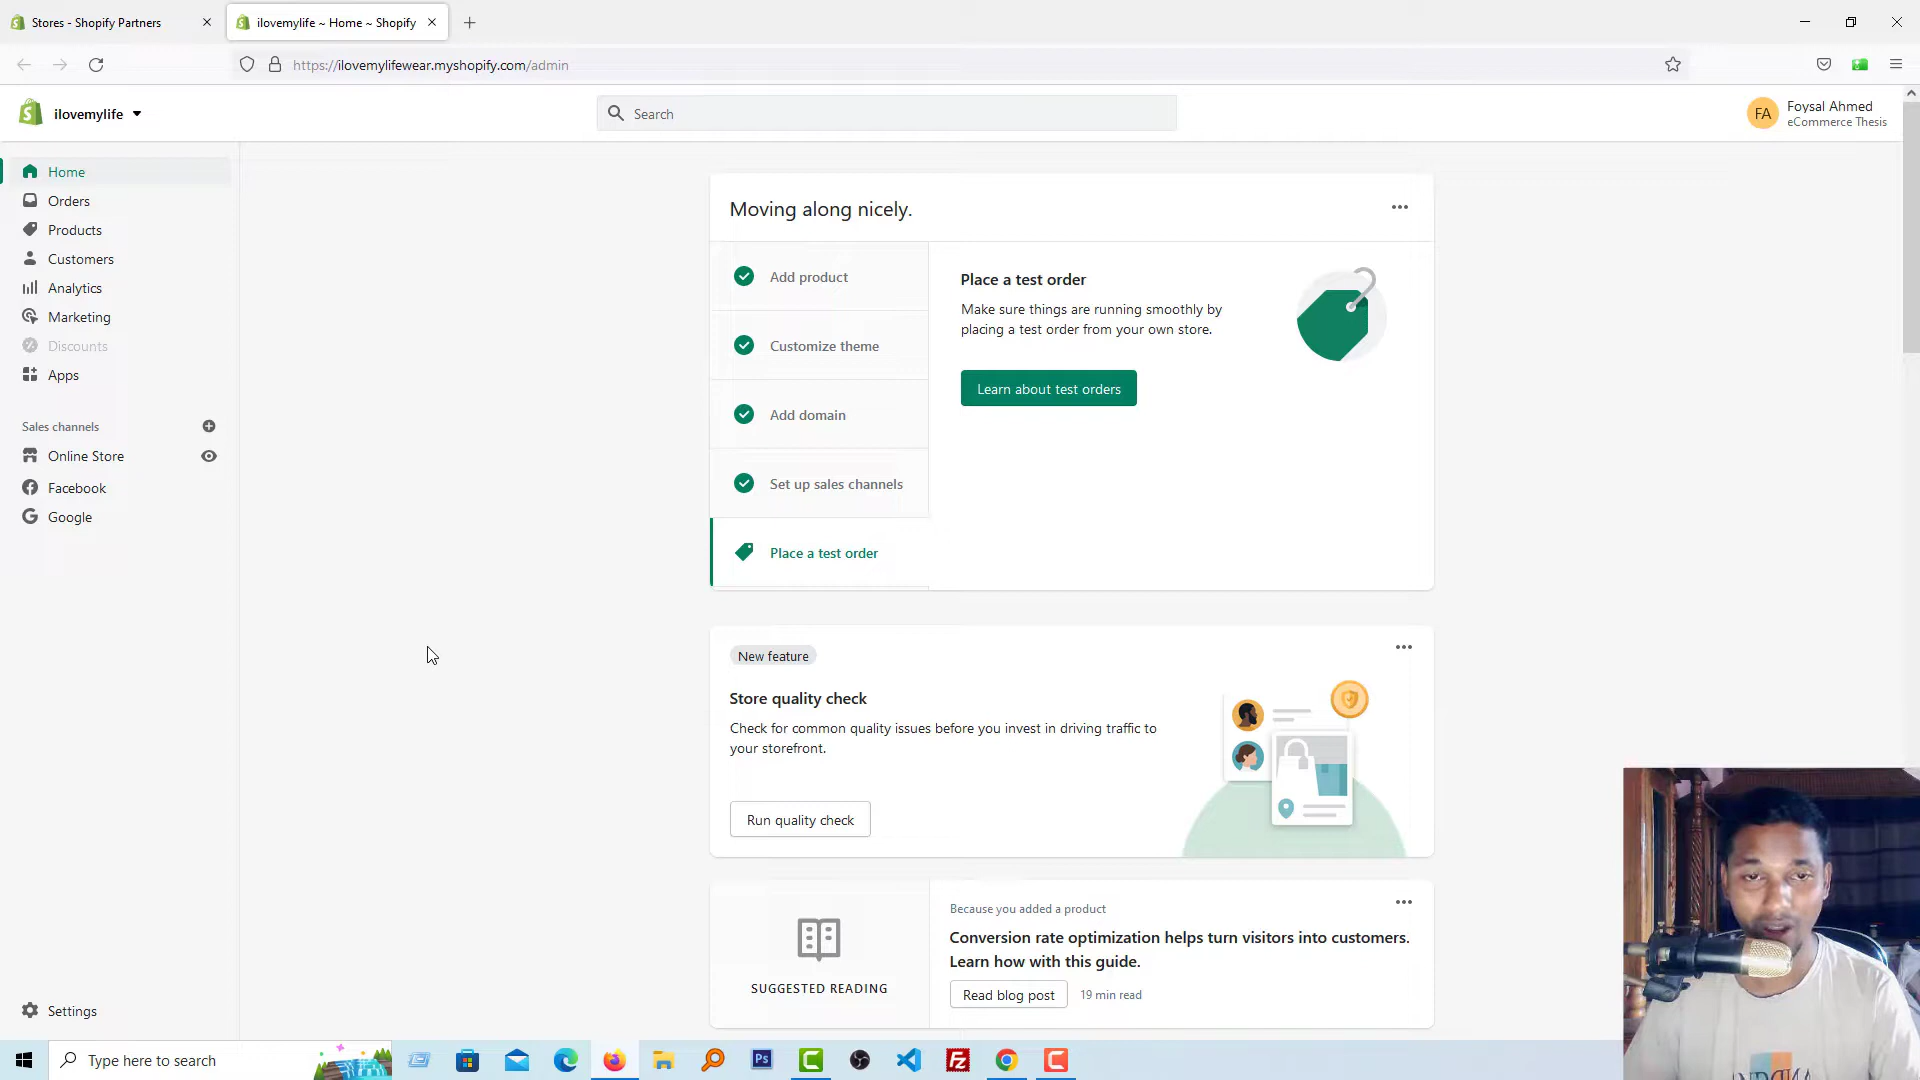 Stores - Shopify Partners
ilovemylife ~ Home ~ Shopify
https://ilovemylifewear.myshopify.com/admin
ilovemylife
Search
FA
Foysal Ahmed
eCommerce Thesis
Home
Orders
Products
Customers
Analytics
Marketing
Discounts
Apps
Sales channels
Online Store
Facebook
Google
Settings
Moving along nicely.
Add product
Customize theme
Add domain
Set up sales channels
Place a test order
Place a test order
Make sure things are running smoothly by
placing a test order from your own store.
Learn about test orders
New feature
Store quality check
Check for common quality issues before you invest in driving traffic to
your storefront.
Run quality check
SUGGESTED READING
Because you added a product
Conversion rate optimization helps turn visitors into customers.
Learn how with this guide.
Read blog post
19 min read
Type here to search
Ps